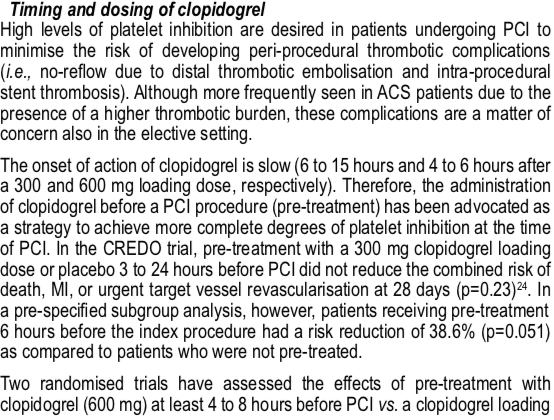 Timing and dosing of clopidogrel
High levels of platelet inhibition are desired in patients undergoing PCI to
minimise the risk of developing peri-procedural thrombotic complications
(i.e., no-reflow due to distal thrombotic embolisation and intra-procedural
stent thrombosis). Although more frequently seen in ACS patients due to the
presence of a higher thrombotic burden, these complications are a matter of
concern also in the elective setting.
The onset of action of clopidogrel is slow (6 to 15 hours and 4 to 6 hours after
a 300 and 600 mg loading dose, respectively). Therefore, the administration
of clopidogrel before a PCI procedure (pre-treatment) has been advocated as
a strategy to achieve more complete degrees of platelet inhibition at the time
of PCI. In the CREDO trial, pre-treatment with a 300 mg clopidogrel loading
dose or placebo 3 to 24 hours before PCI did not reduce the combined risk of
death, MI, or urgent target vessel revascularisation at 28 days (p=0.23)24. In
a pre-specified subgroup analysis, however, patients receiving pre-treatment
6 hours before the index procedure had a risk reduction of 38.6% (p=0.051)
as compared to patients who were not pre-treated.
Two randomised trials have assessed the effects of pre-treatment with
clopidogrel (600 mg) at least 4 to 8 hours before PCI vs. a clopidogrel loading